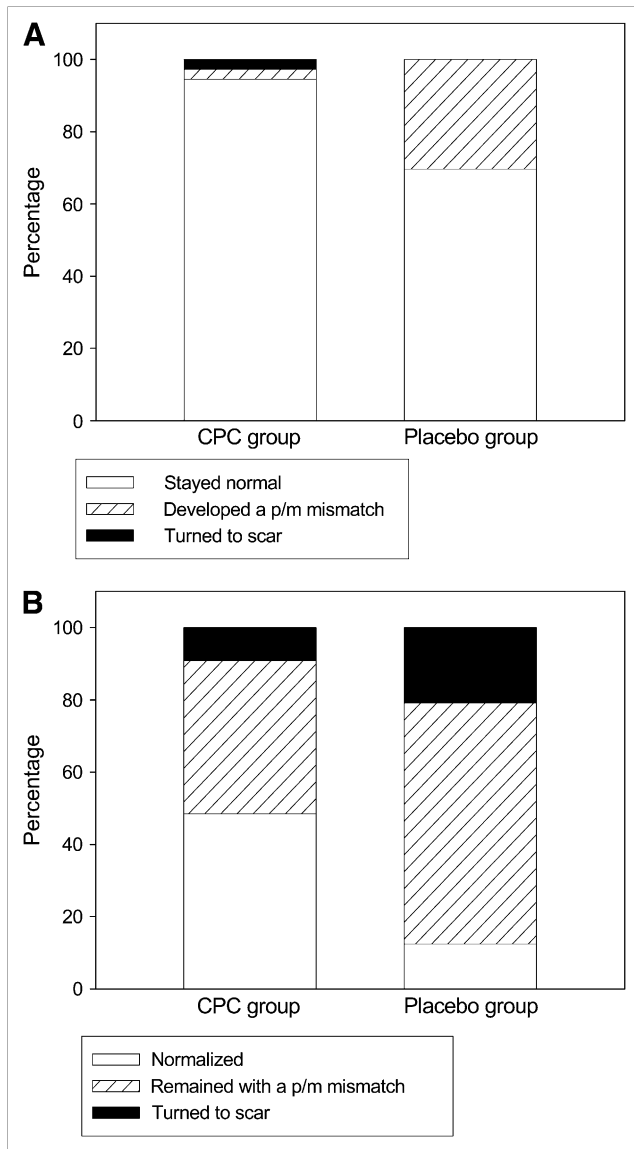 A
Percentage
100
80
60
40
20
0
CPC group
Placebo group
Stayed normal
Developed a p/m mismatch
Turned to scar
B
Percentage
100
80
60
40
20
0
CPC group
Placebo group
Normalized
Remained with a p/m mismatch
Turned to scar